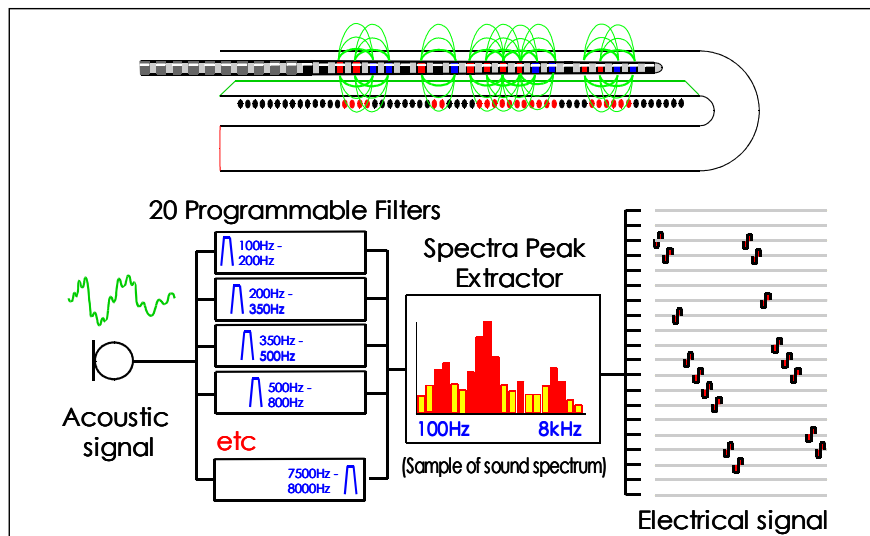 20 Programmable Filters
100Hz -
200Hz
200Hz -
350Hz
350Hz -
500Hz
500Hz -
800Hz
etc
7500Hz -
8000Hz
Acoustic
signal
Spectra Peak
Extractor
100Hz 8kHz
(Sample of sound spectrum)
Electrical signal